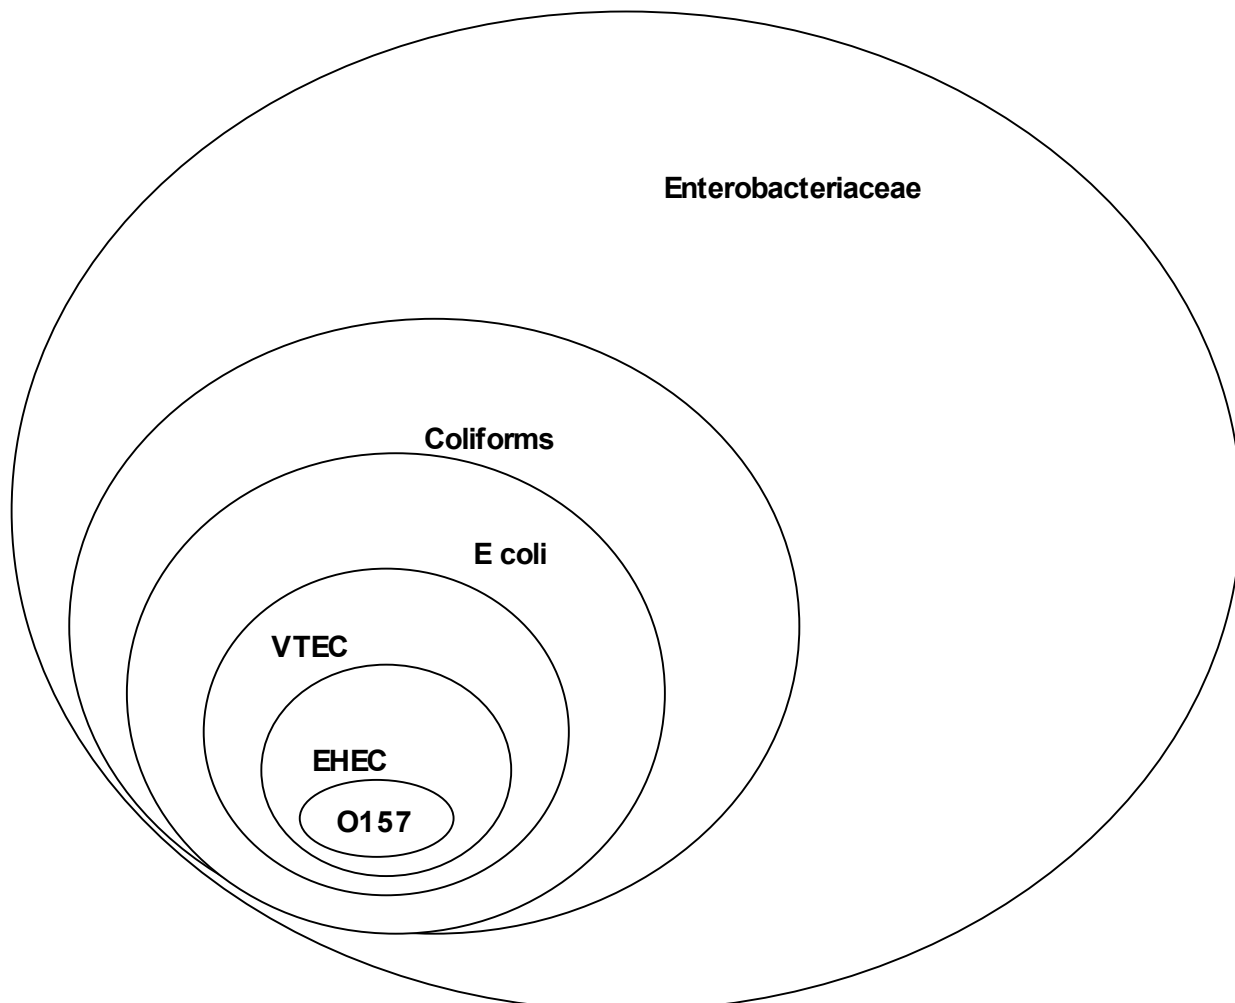 Enterobacteriaceae
Coliforms
E coli
VTEC
EHEC
O157